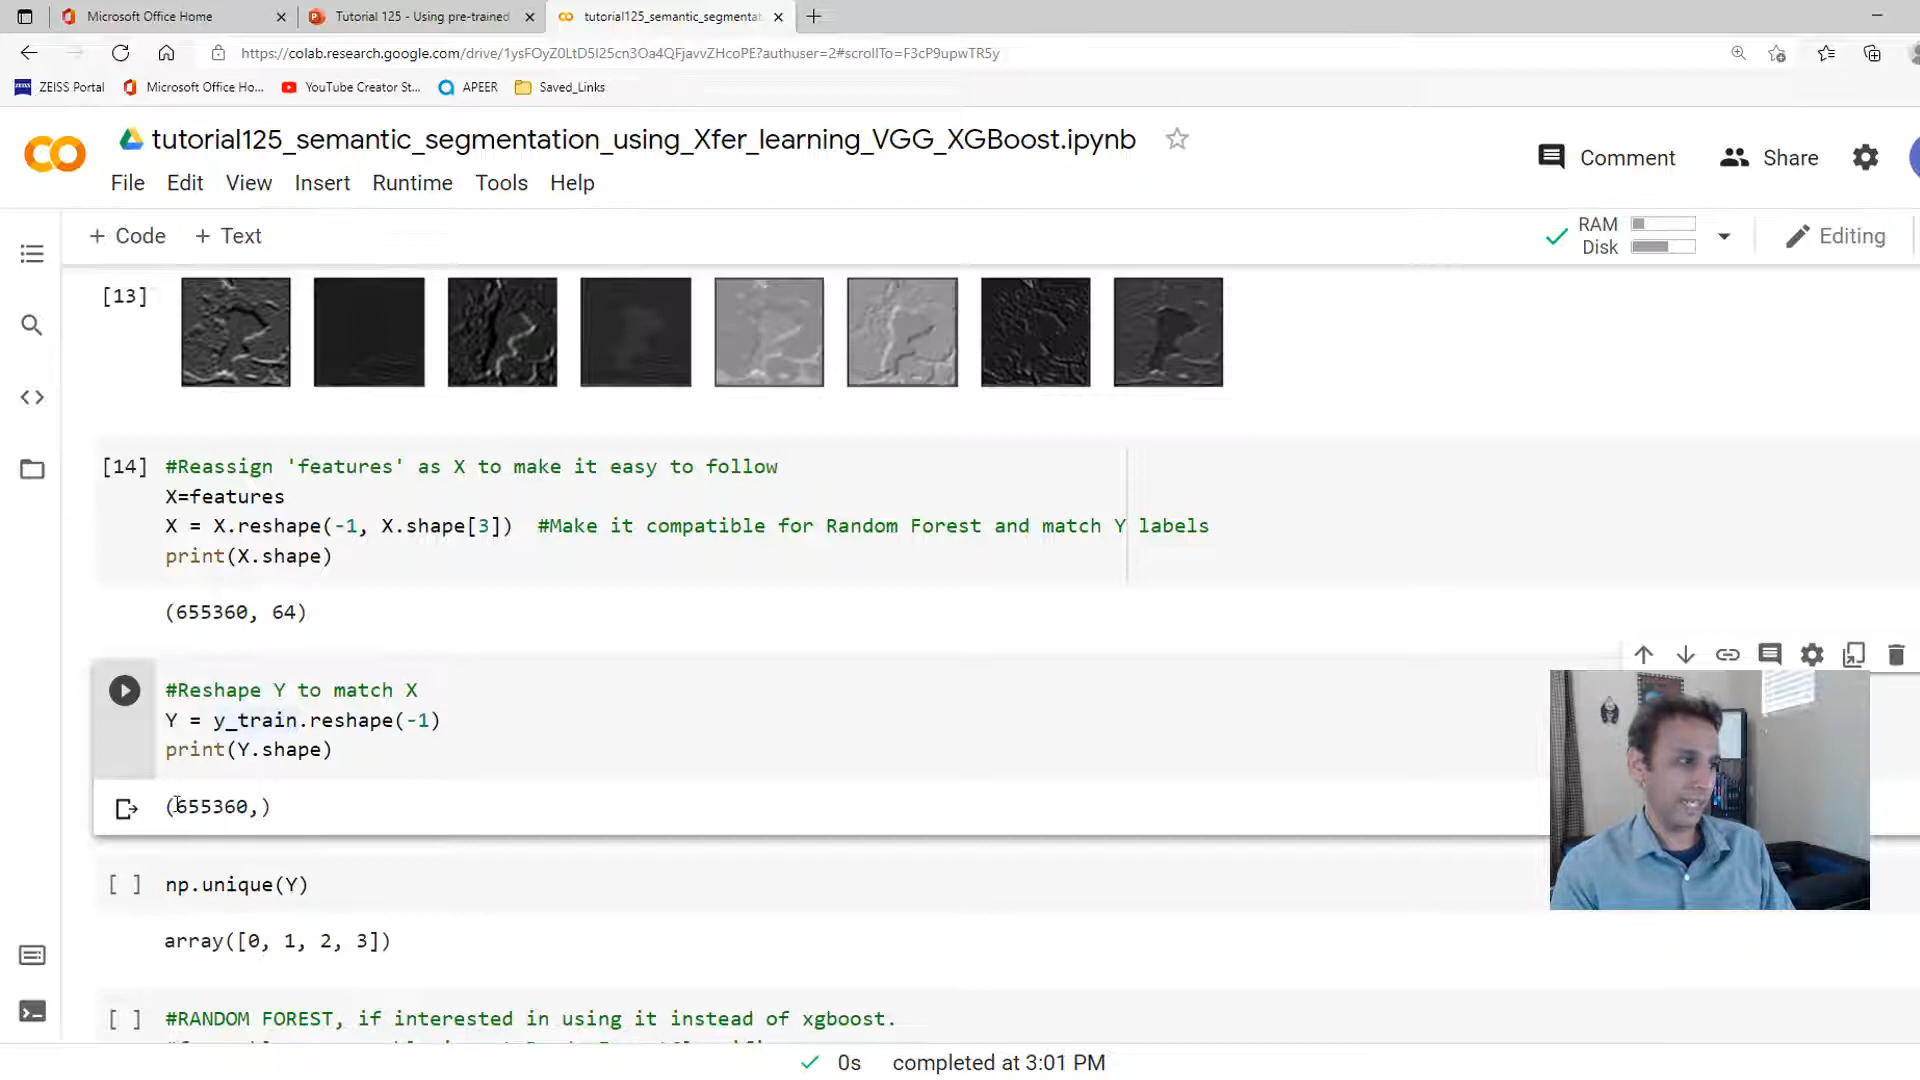 Microsoft Office Home
Tutorial 125 - Using pre-trained
tutorial125_semantic_segmentat
https://colab.research.google.com/drive/1ysFOyZ0LtD5I25cn3Oa4QFjavvZHcoPE?authuser=2#scrollTo=F3cP9upwTR5y
ZEISS Portal
Microsoft Office Ho...
YouTube Creator St...
APEER
Saved_Links
tutorial125_semantic_segmentation_using_Xfer_learning_VGG_XGBoost.ipynb
Comment
Share
File Edit View Insert Runtime Tools Help
+ Code + Text
RAM
Disk
Editing
[13]
[14] #Reassign 'features' as X to make it easy to follow
X=features
X = X.reshape(-1, X.shape[3])  #Make it compatible for Random Forest and match Y labels
print(X.shape)
(655360, 64)
#Reshape Y to match X
Y = y_train.reshape(-1)
print(Y.shape)
(655360,)
[ ] np.unique(Y)
array([0, 1, 2, 3])
[ ] #RANDOM FOREST, if interested in using it instead of xgboost.
0s completed at 3:01 PM